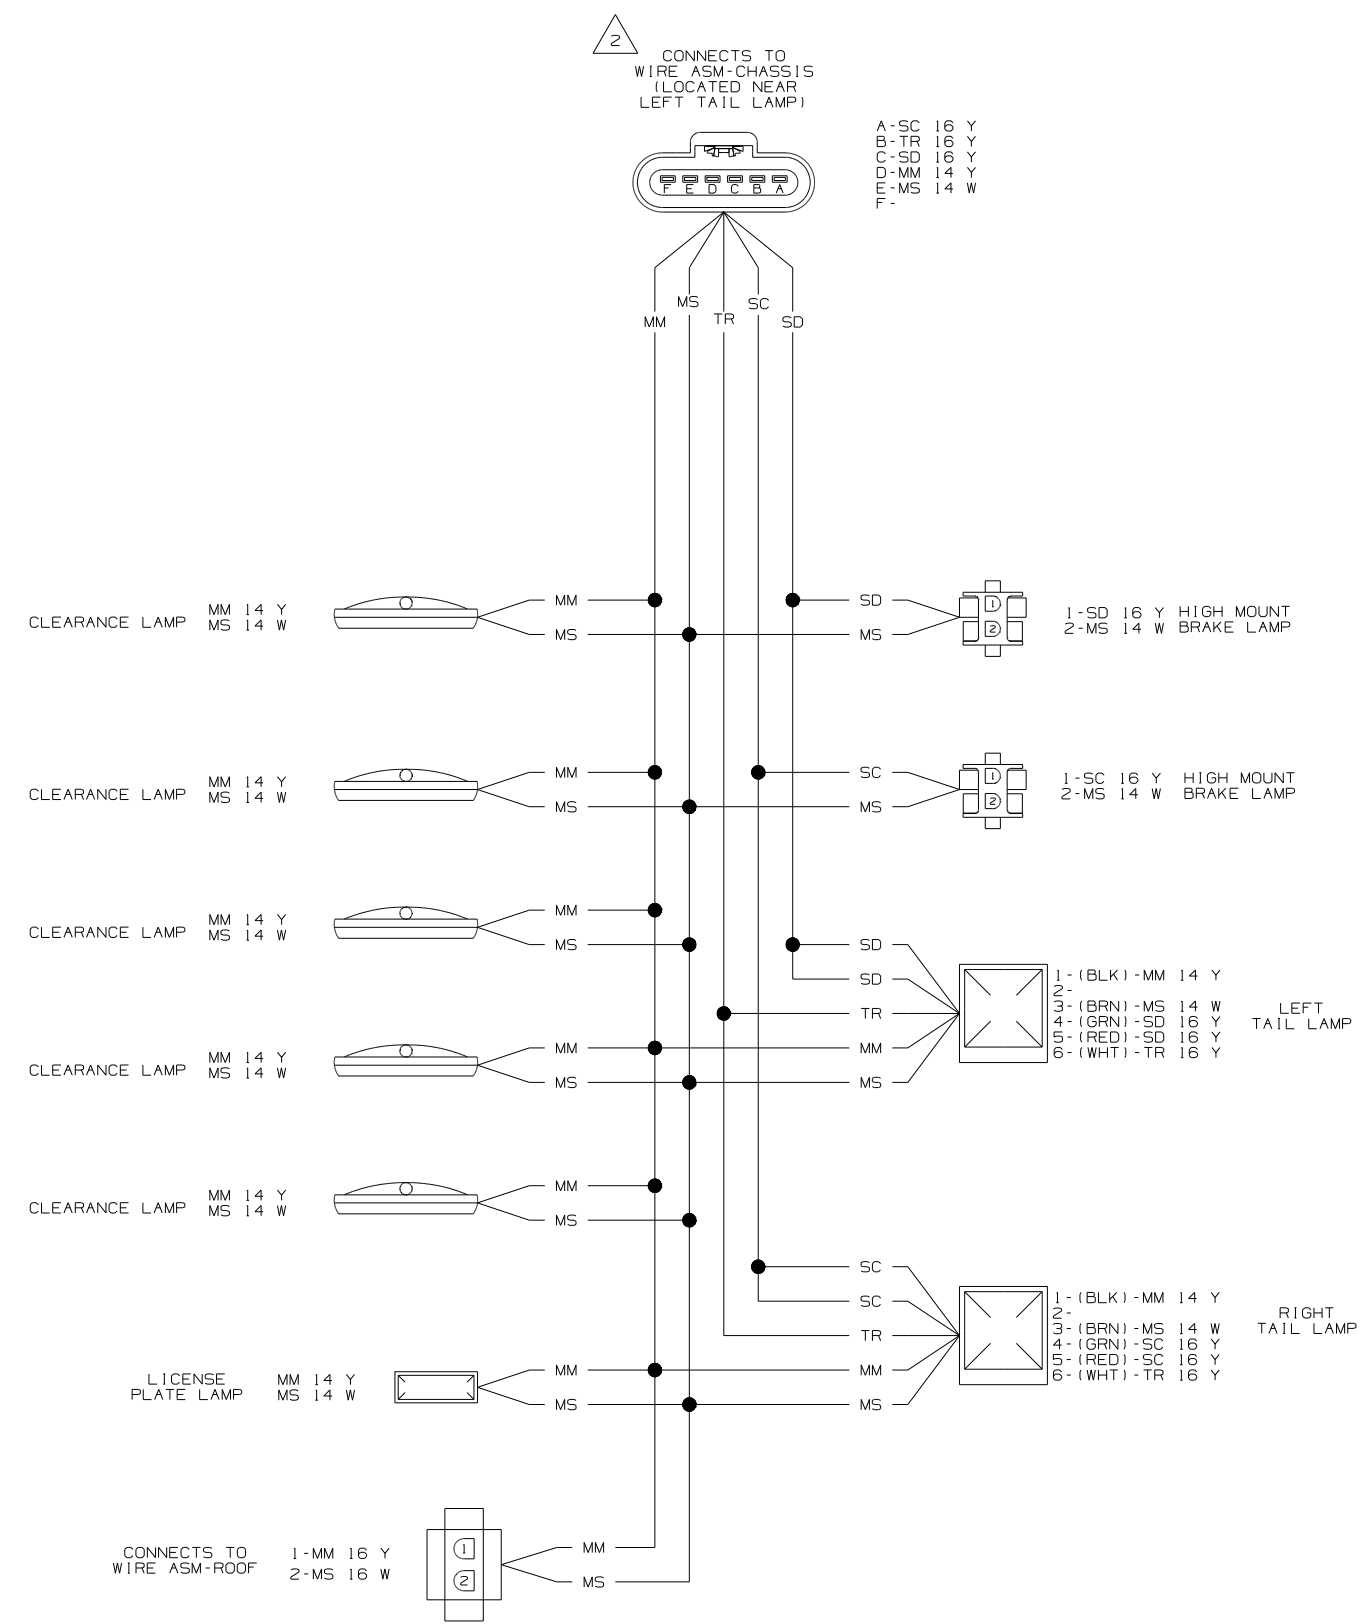 2
CONNECTS TO
WIRE ASM-CHASSIS
(LOCATED NEAR
LEFT TAIL LAMP)
A-SC 16 Y
B-TR 16 Y
C-SD 16 Y
D-MM 14 Y
E-MS 14 W
F-
F E D C B A
MS SC
MM TR SD
CLEARANCE LAMP
MM 14 Y
MS 14 W
MM
MS
SD
MS
1
2
1-SD 16 Y HIGH MOUNT
2-MS 14 W BRAKE LAMP
CLEARANCE LAMP
MM 14 Y
MS 14 W
MM
MS
SC
MS
1
2
1-SC 16 Y HIGH MOUNT
2-MS 14 W BRAKE LAMP
CLEARANCE LAMP
MM 14 Y
MS 14 W
MM
MS
SD
SD
TR
MM
MS
1-(BLK)-MM 14 Y
2-
3-(BRN)-MS 14 W
4-(GRN)-SD 16 Y
5-(RED)-SD 16 Y
6-(WHT)-TR 16 Y
LEFT
TAIL LAMP
CLEARANCE LAMP
MM 14 Y
MS 14 W
MM
MS
CLEARANCE LAMP
MM 14 Y
MS 14 W
MM
MS
SC
SC
TR
MM
MS
1-(BLK)-MM 14 Y
2-
3-(BRN)-MS 14 W
4-(GRN)-SC 16 Y
5-(RED)-SC 16 Y
6-(WHT)-TR 16 Y
RIGHT
TAIL LAMP
LICENSE
PLATE LAMP
MM 14 Y
MS 14 W
MM
MS
CONNECTS TO
WIRE ASM-ROOF
1-MM 16 Y
2-MS 16 W
1
2
MM
MS